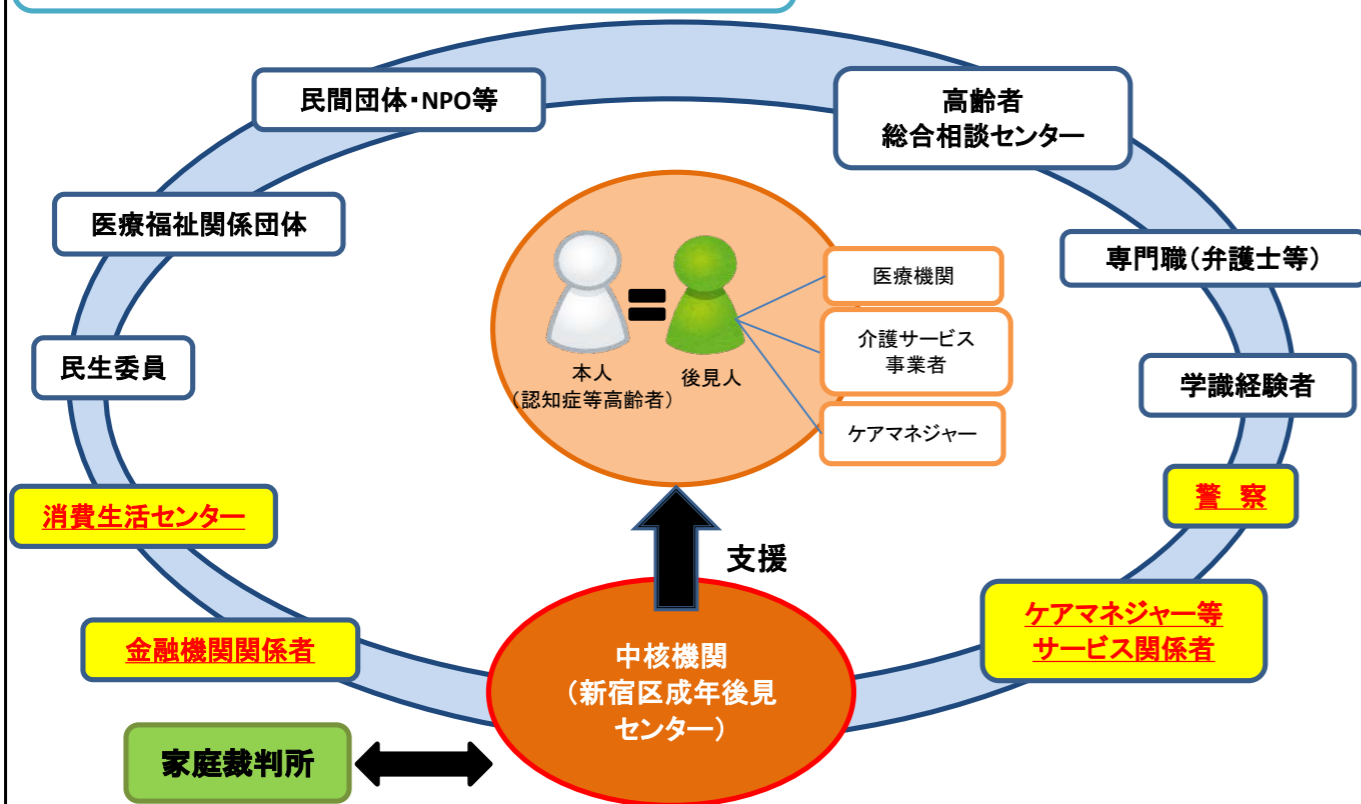 民間団体・NPO等
高齢者
総合相談センター
医療福祉関係団体
専門職(弁護士等)
医療機関
介護サービス
事業者
ケアマネジャー
本人
(認知症等高齢者)
後見人
民生委員
学識経験者
消費生活センター
警 察
支援
金融機関関係者
ケアマネジャー等
サービス関係者
中核機関
(新宿区成年後見
センター)
家庭裁判所